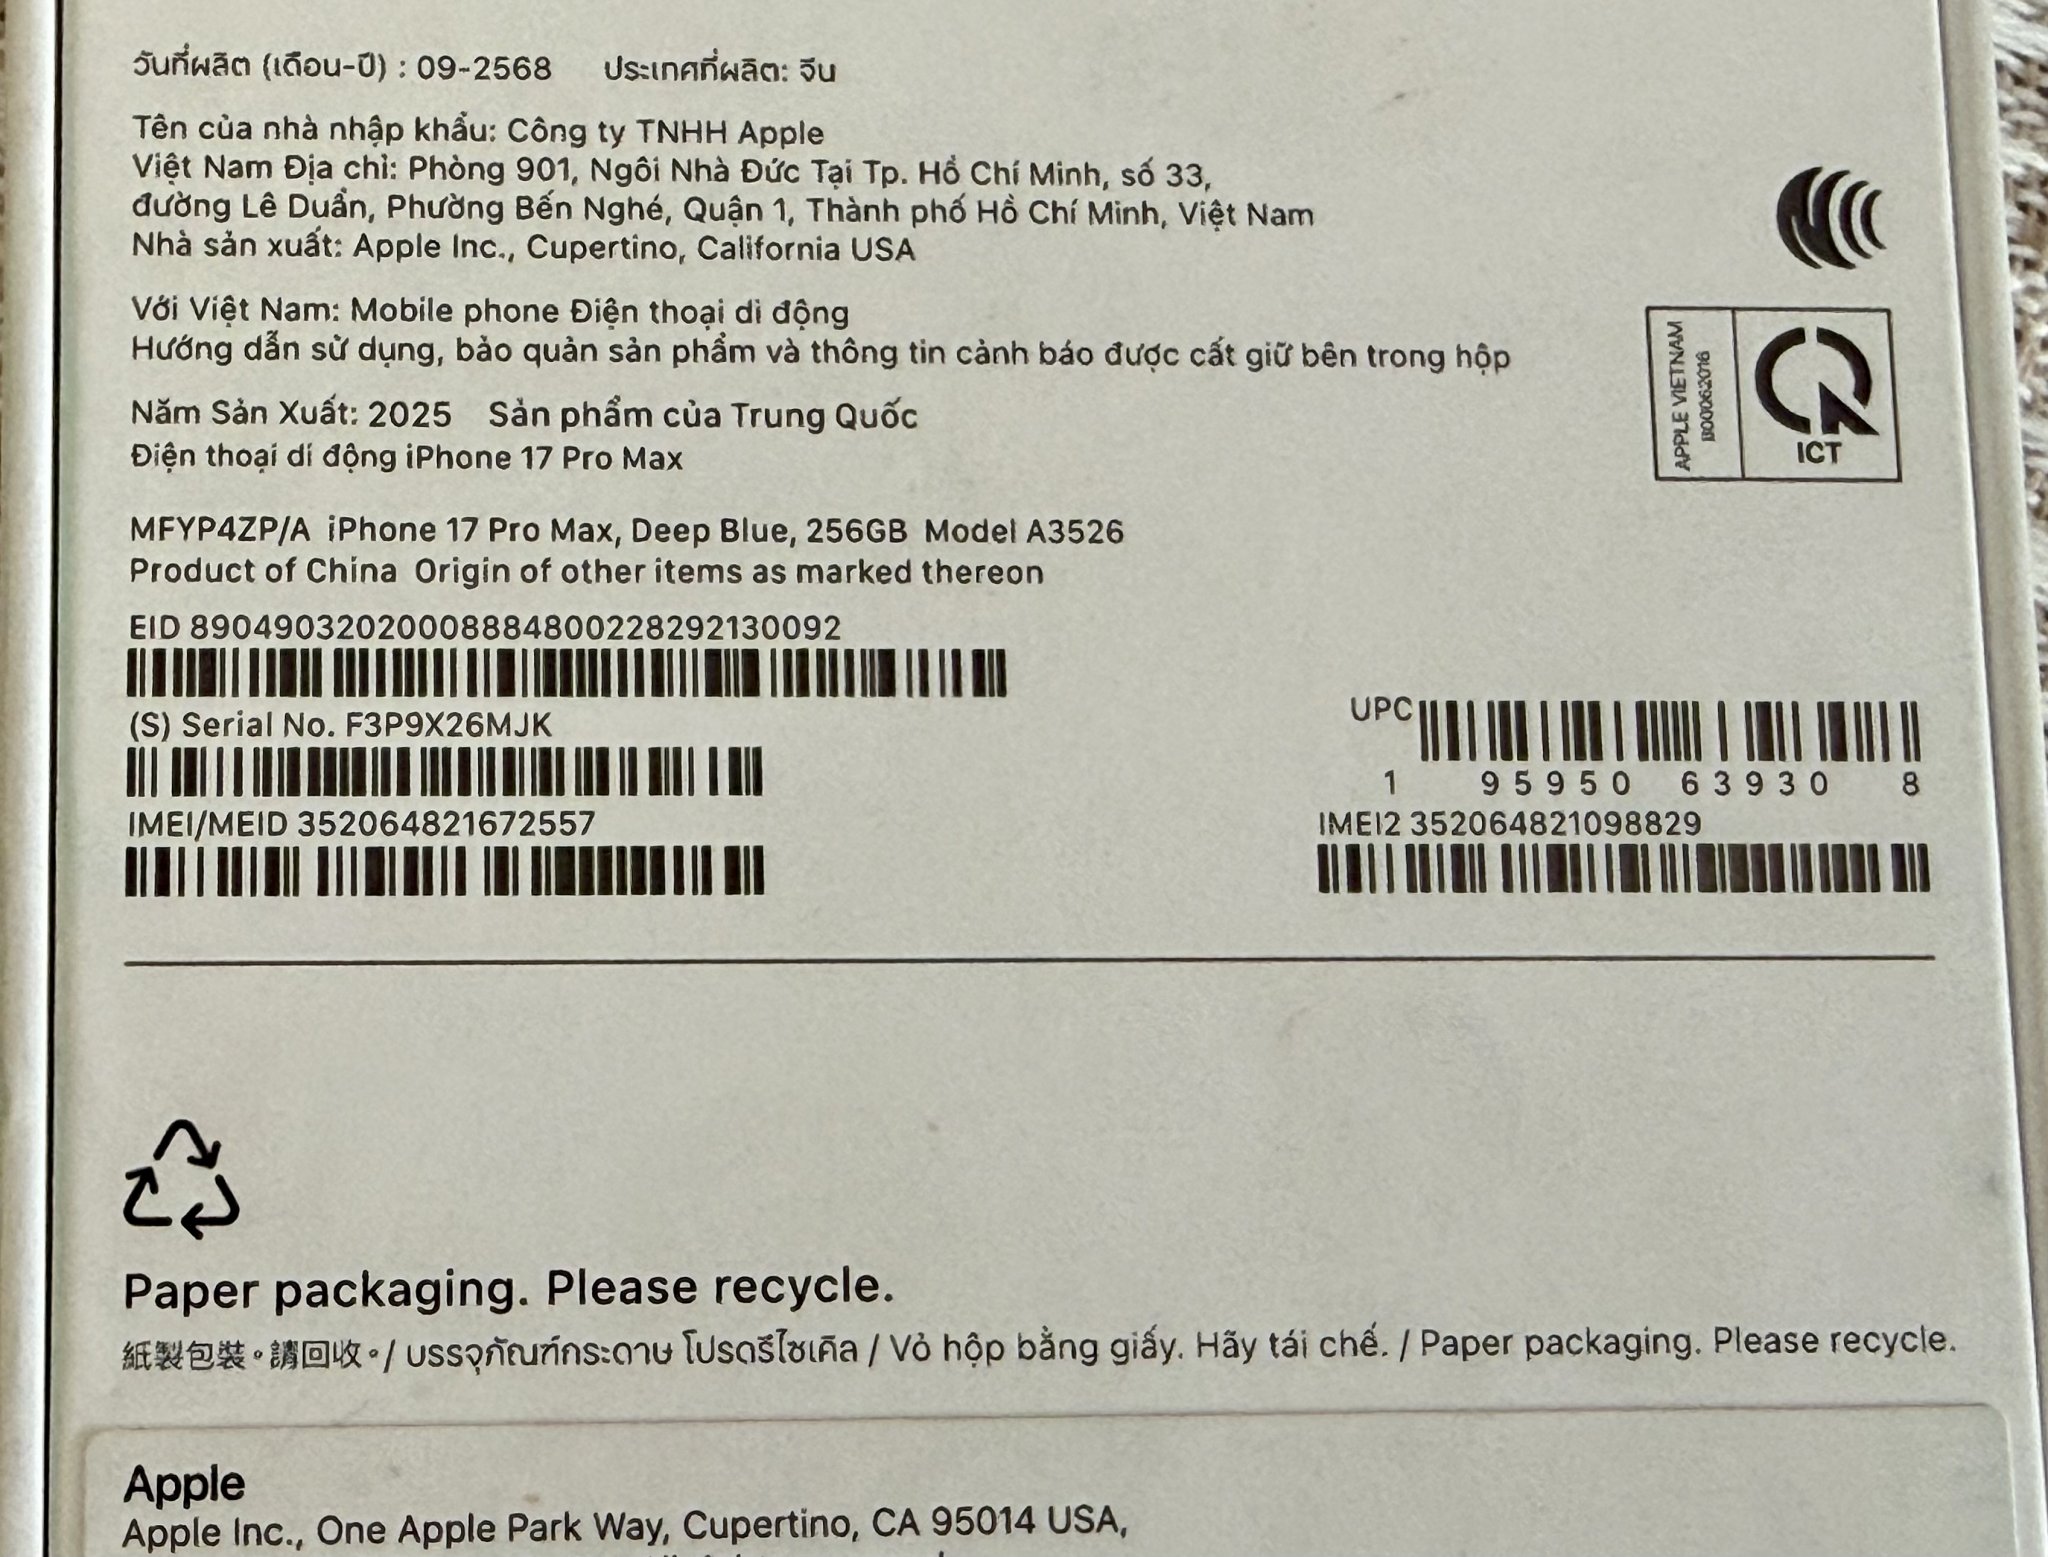 วันที่ผลิต (เดือน-ปี) : 09-2568 ประเทศที่ผลิต: จีน
Tên của nhà nhập khẩu: Công ty TNHH Apple
Việt Nam Địa chỉ: Phòng 901, Ngôi Nhà Đức Tại Tp. Hồ Chí Minh, số 33,
đường Lê Duẩn, Phường Bến Nghé, Quận 1, Thành phố Hồ Chí Minh, Việt Nam
Nhà sản xuất: Apple Inc., Cupertino, California USA
Với Việt Nam: Mobile phone Điện thoại di động
Hướng dẫn sử dụng, bảo quản sản phẩm và thông tin cảnh báo được cất giữ bên trong hộp
APPLE VIETNAM
B00062016
ICT
Năm Sản Xuất: 2025 Sản phẩm của Trung Quốc
Điện thoại di động iPhone 17 Pro Max
MFYP4ZP/A iPhone 17 Pro Max, Deep Blue, 256GB Model A3526
Product of China Origin of other items as marked thereon
EID 89049032020008884800228292130092
(S) Serial No. F3P9X26MJK
UPC
1 95950 63930 8
IMEI/MEID 352064821672557
IMEI2 352064821098829
Paper packaging. Please recycle.
紙製包裝。請回收。/ บรรจุภัณฑ์กระดาษ โปรดรีไซเคิล / Vỏ hộp bằng giấy. Hãy tái chế. / Paper packaging. Please recycle.
Apple
Apple Inc., One Apple Park Way, Cupertino, CA 95014 USA,